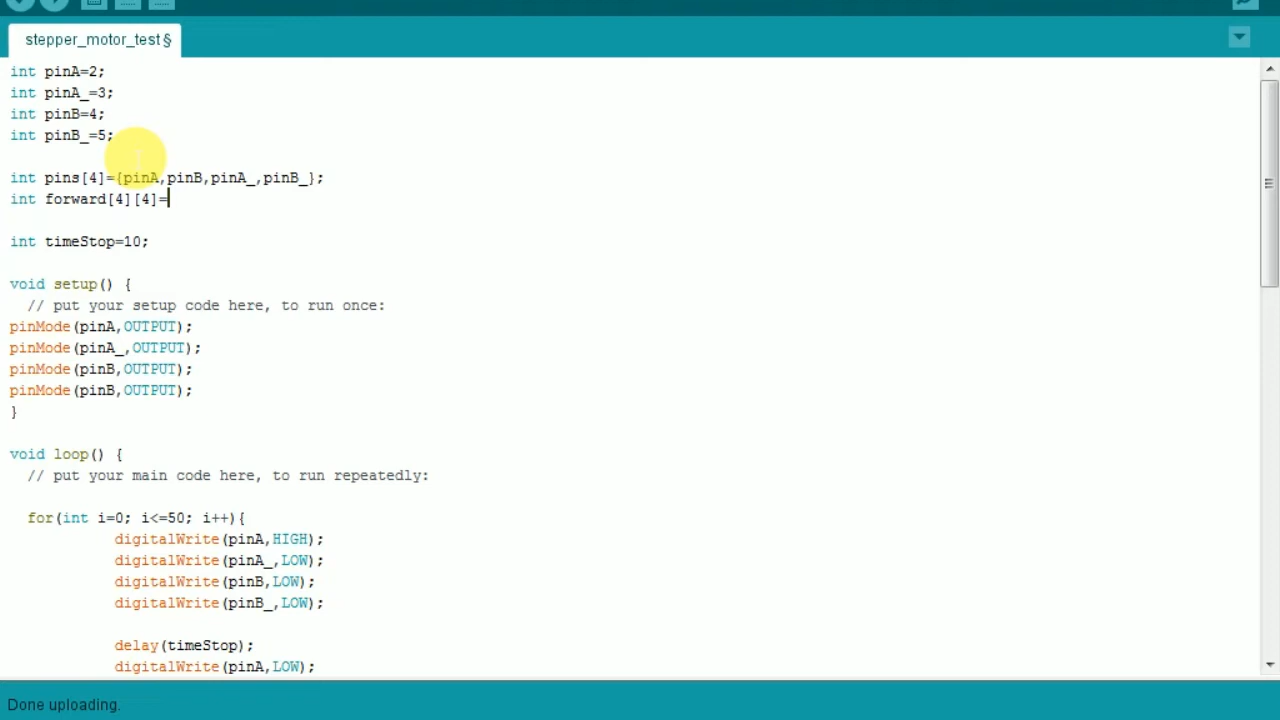 stepper_motor_test §
int pinA=2;
int pinA_=3;
int pinB=4;
int pinB_=5;
int pins[4]={pinA,pinB,pinA_,pinB_};
int forward[4][4]=
int timeStop=10;
void setup() {
// put your setup code here, to run once:
pinMode(pinA,OUTPUT);
pinMode(pinA_,OUTPUT);
pinMode(pinB,OUTPUT);
pinMode(pinB,OUTPUT);
}
void loop() {
// put your main code here, to run repeatedly:
for(int i=0; i<=50; i++){
digitalWrite(pinA,HIGH);
digitalWrite(pinA_,LOW);
digitalWrite(pinB,LOW);
digitalWrite(pinB_,LOW);
delay(timeStop);
digitalWrite(pinA,LOW);
Done uploading.